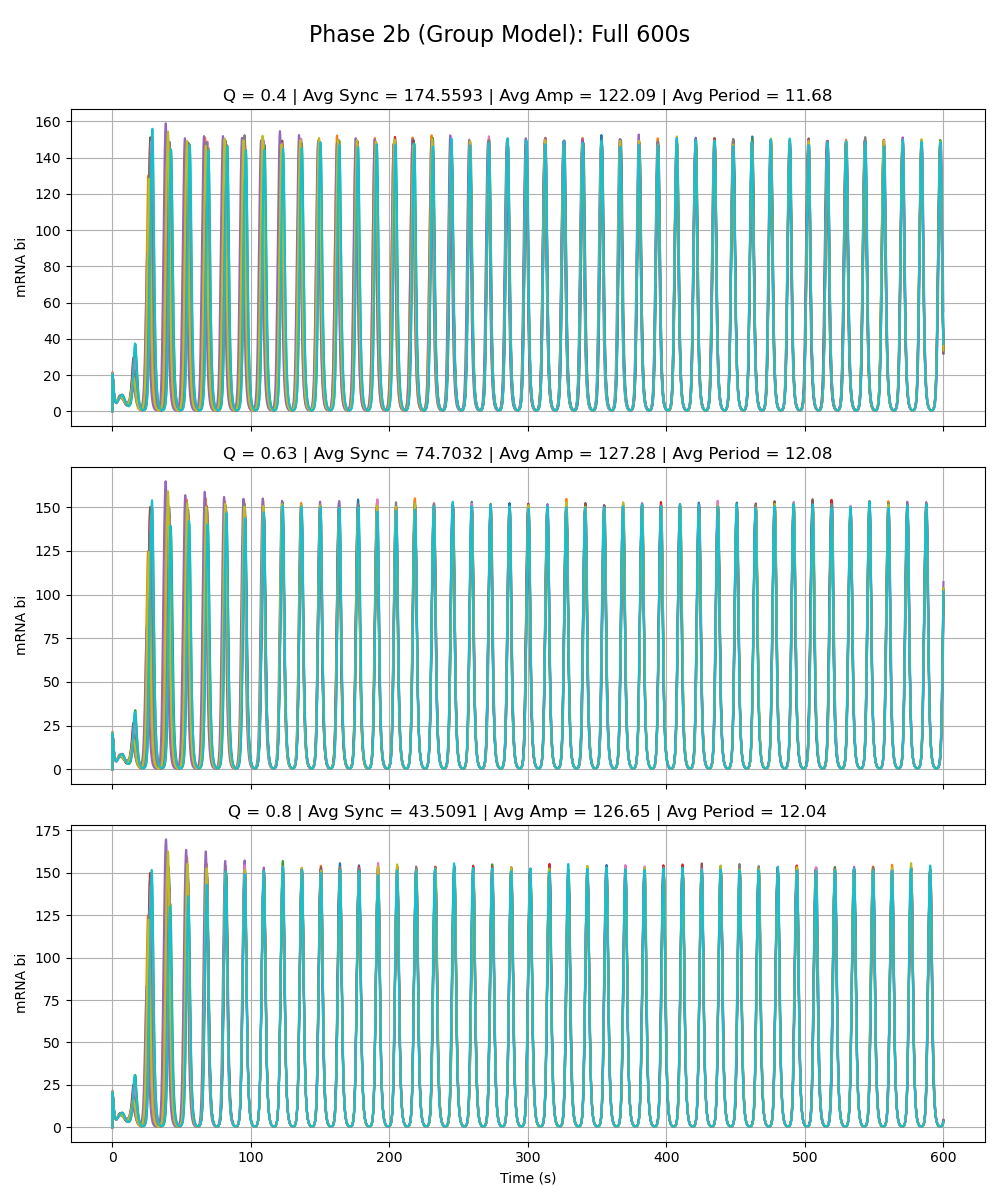 Phase 2b (Group Model): Full 600s
Q = 0.4 | Avg Sync = 174.5593 | Avg Amp = 122.09 | Avg Period = 11.68
160
140
120
100
80
60
40
20
0
mRNA bi
Q = 0.63 | Avg Sync = 74.7032 | Avg Amp = 127.28 | Avg Period = 12.08
150
125
100
75
50
25
0
mRNA bi
Q = 0.8 | Avg Sync = 43.5091 | Avg Amp = 126.65 | Avg Period = 12.04
175
150
125
100
75
50
25
0
mRNA bi
0 100 200 300 400 500 600
Time (s)